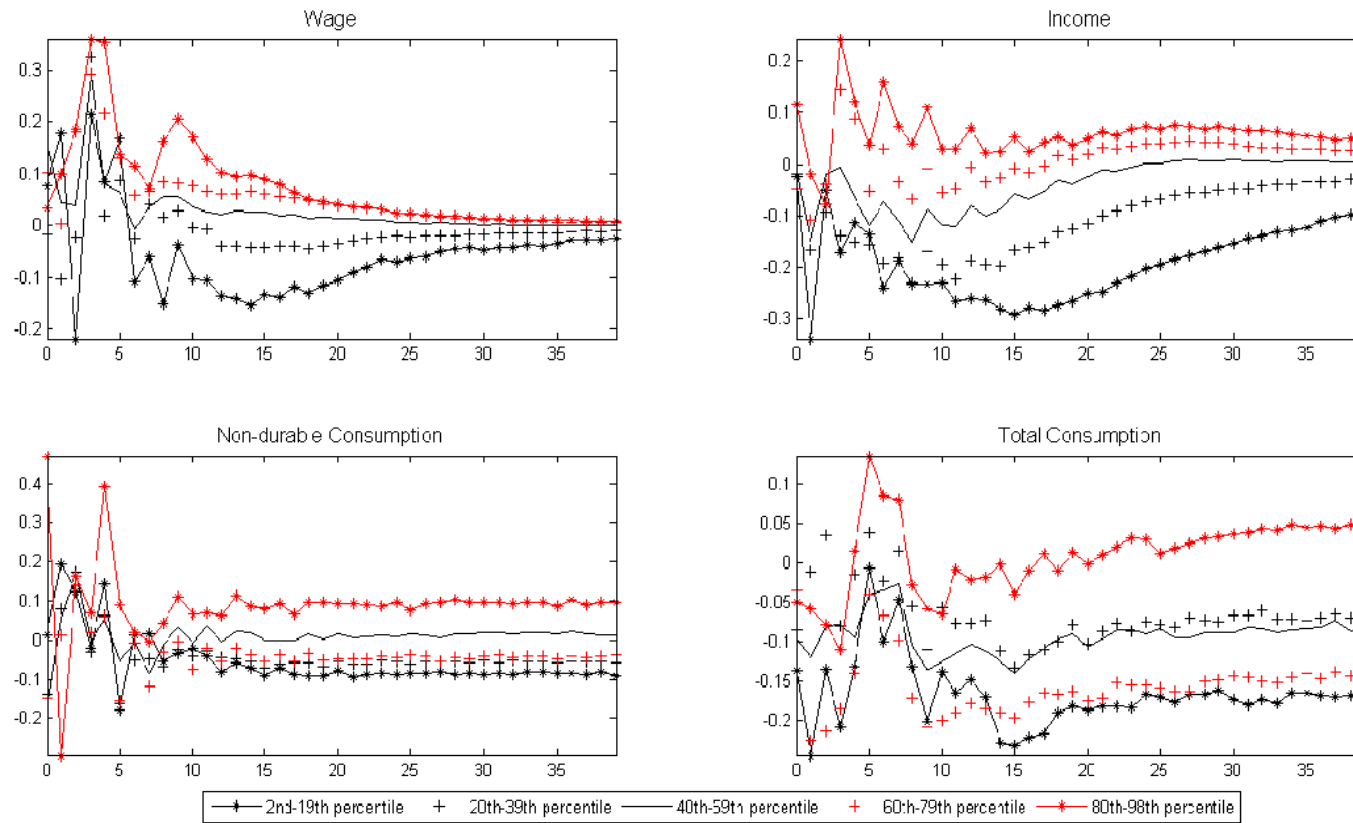 Wage
0.3
0.2
0.1
0
-0.1
-0.2
0 5 10 15 20 25 30 35
Income
0.2
0.1
0
-0.1
-0.2
-0.3
0 5 10 15 20 25 30 35
Non-durable Consumption
0.4
0.3
0.2
0.1
0
-0.1
-0.2
0 5 10 15 20 25 30 35
Total Consumption
0.1
0.05
0
-0.05
-0.1
-0.15
-0.2
0 5 10 15 20 25 30 35
2nd-19th percentile 20th-39th percentile 40th-59th percentile 60th-79th percentile 80th-98th percentile